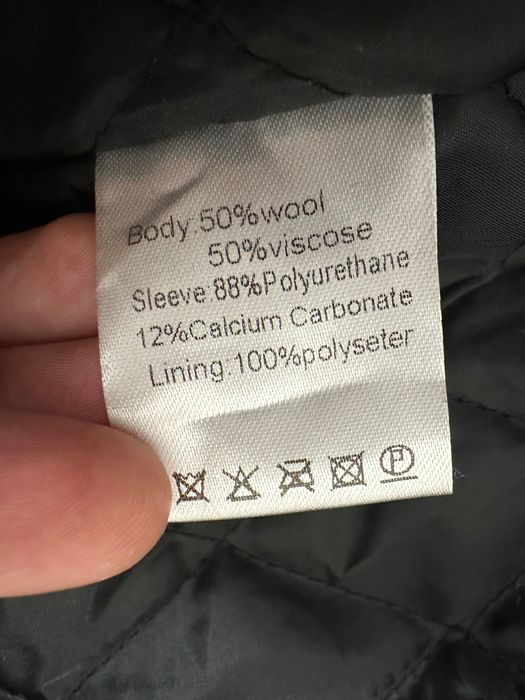 Body:50%wool
50%viscose
Sleeve:88%Polyurethane
12%Calcium Carbonate
Lining:100%polyseter
P